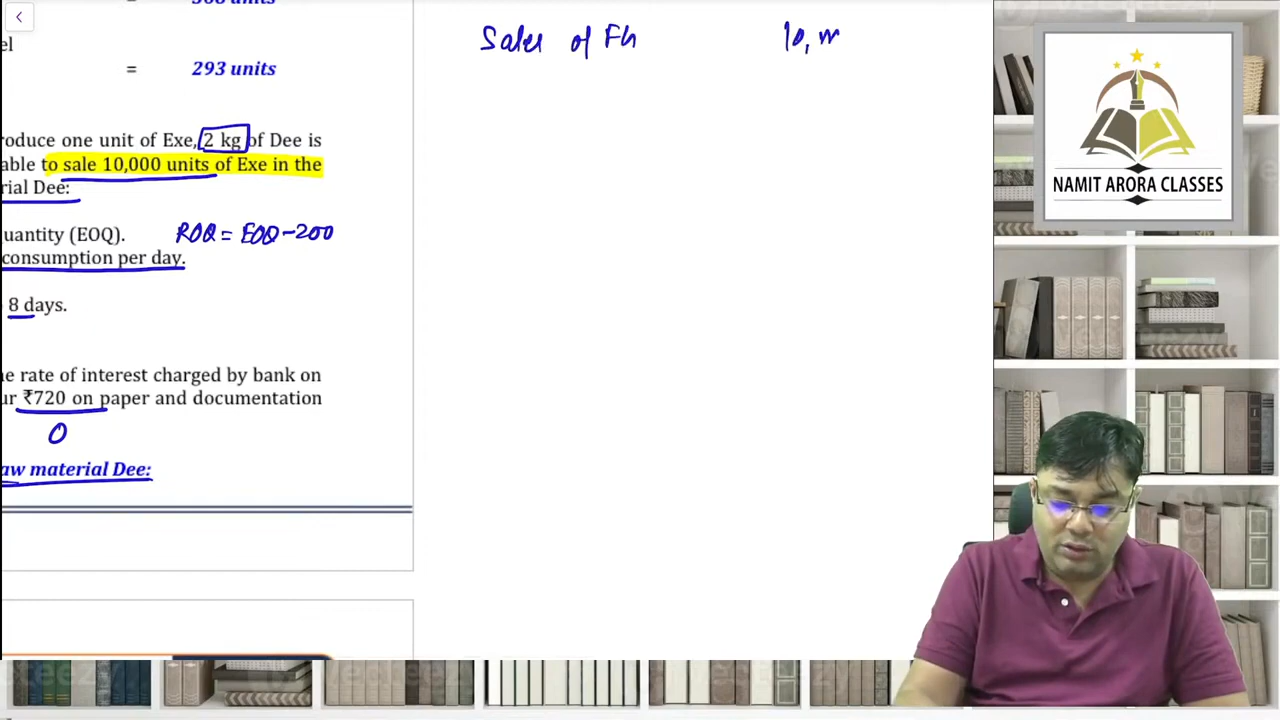 = 308 units
el
= 293 units
Sales of FG 10, m
roduce one unit of Exe, 2 kg of Dee is
able to sale 10,000 units of Exe in the
rial Dee:
uantity (EOQ). ROQ = EOQ - 200
consumption per day.
8 days.
e rate of interest charged by bank on
ur ₹720 on paper and documentation
O
aw material Dee:
NAMIT ARORA CLASSES